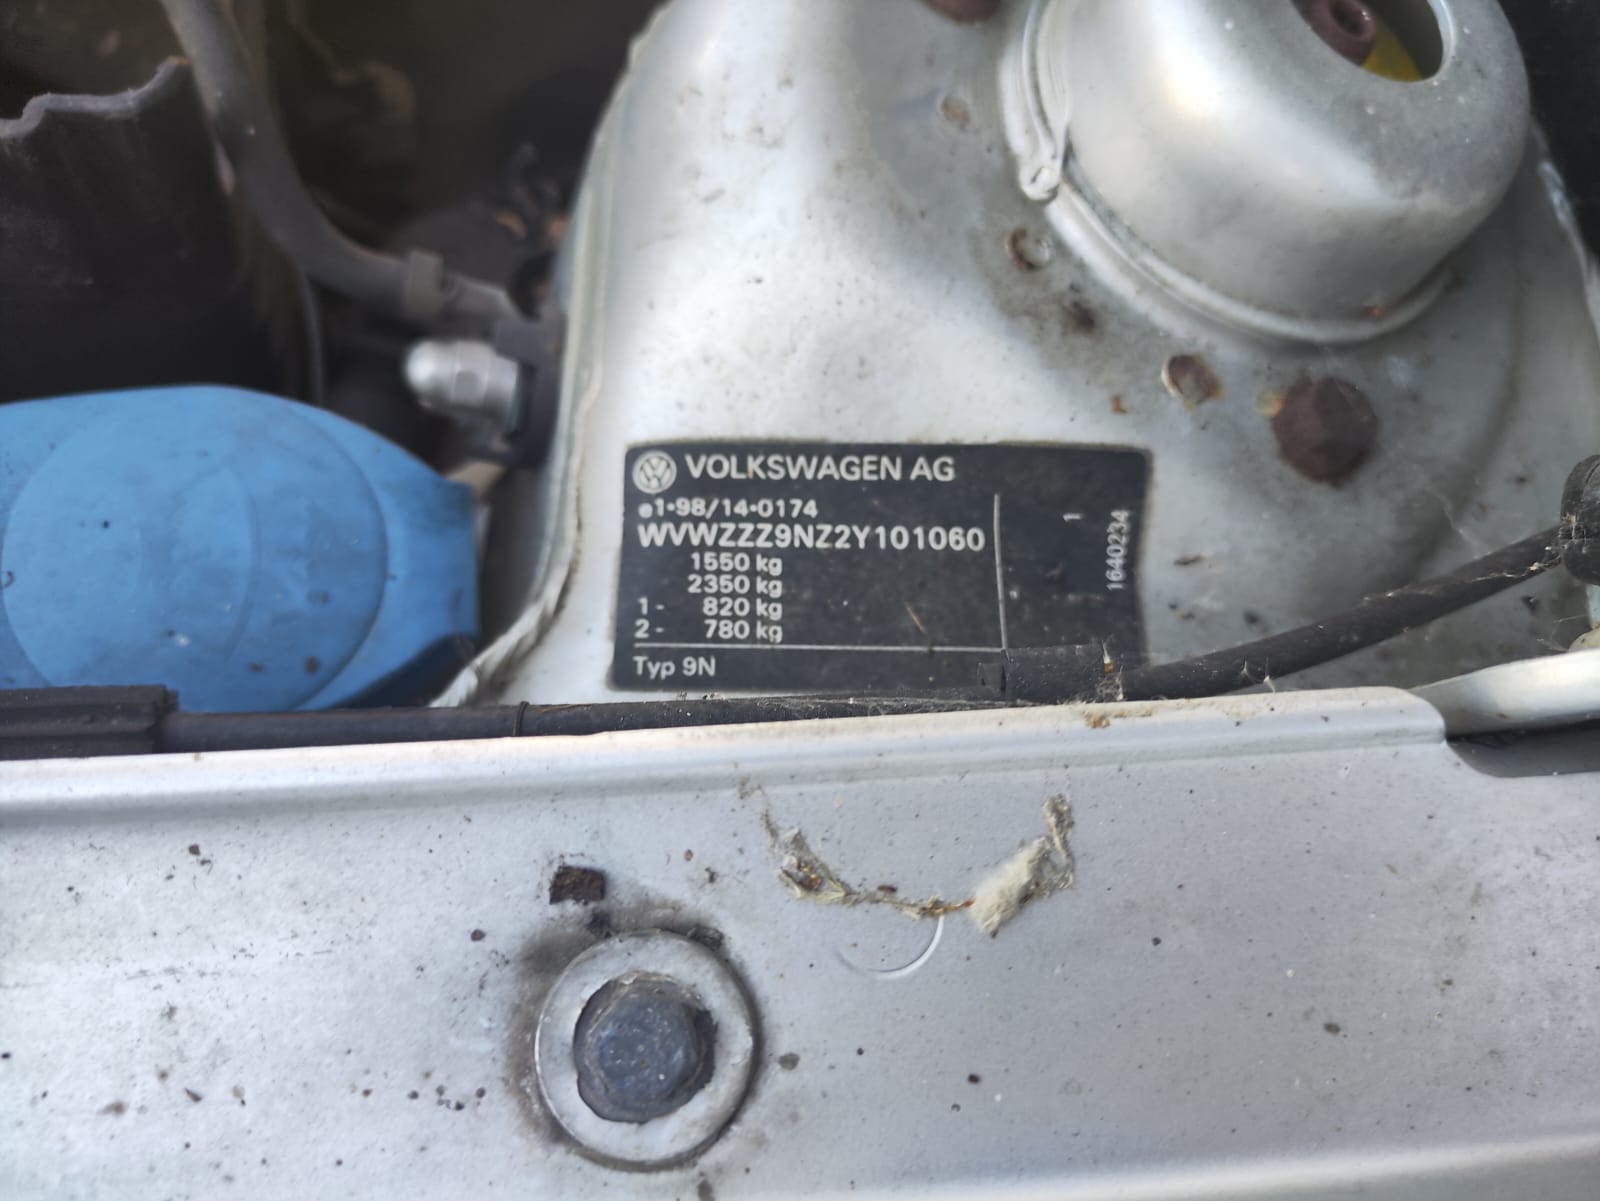 VOLKSWAGEN AG
e1*98/14*0174
WVWZZZ9NZ2Y101060
1550 kg
2350 kg
1- 820 kg
2- 780 kg
Typ 9N
1
1640234